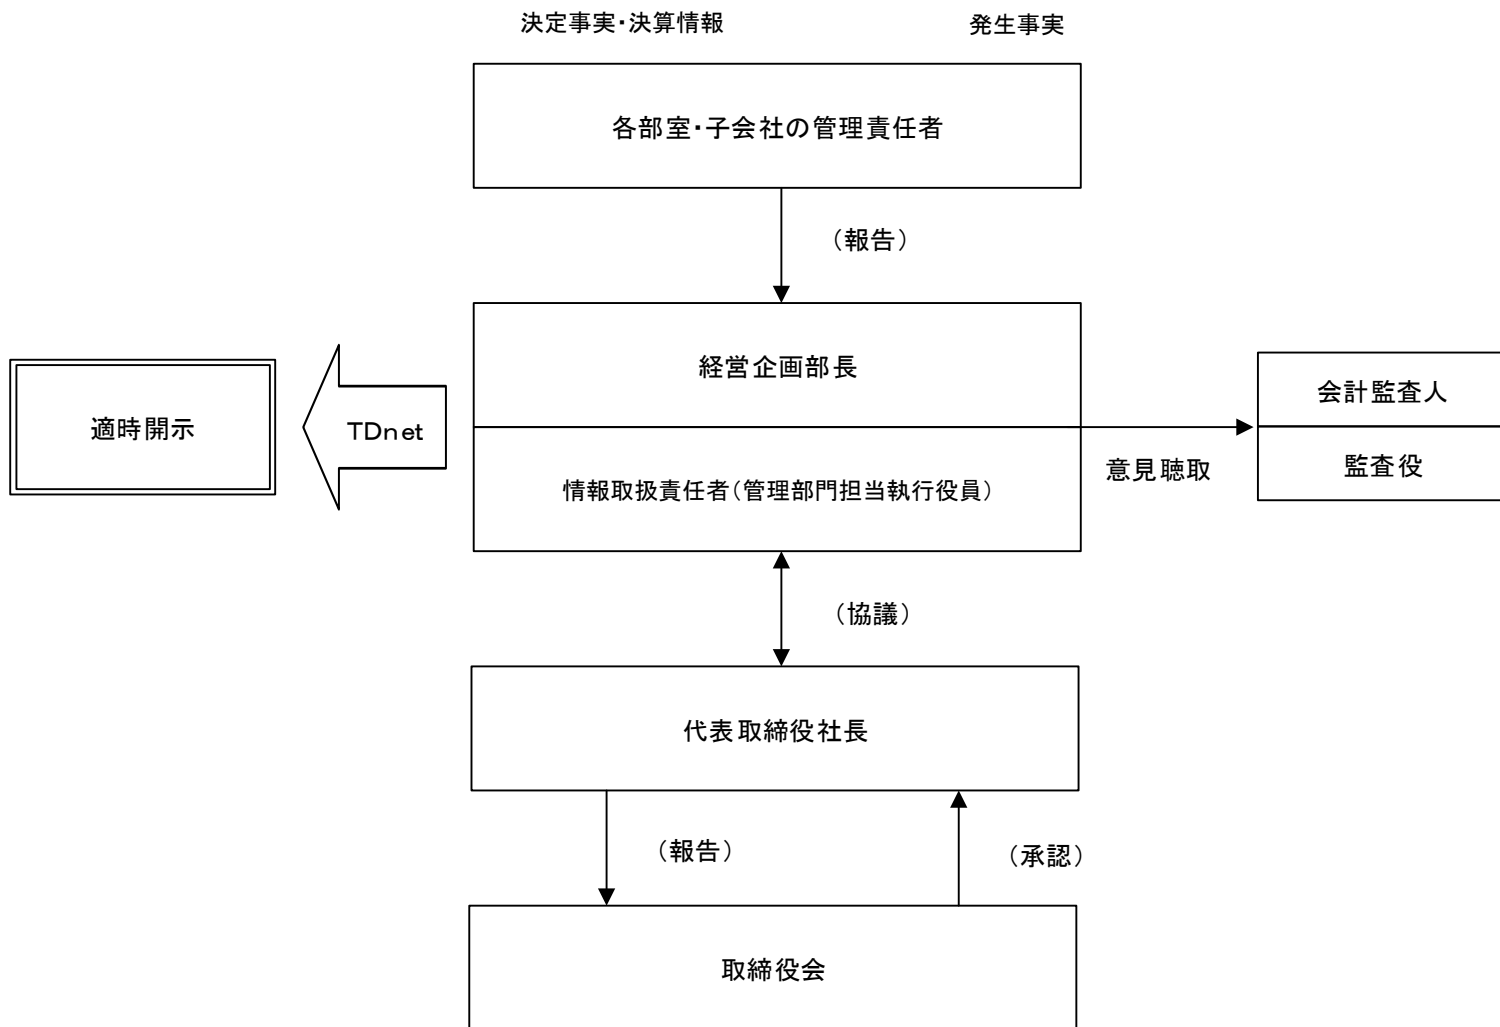 決定事実・決算情報
発生事実
各部室・子会社の管理責任者
（報告）
経営企画部長
会計監査人
適時開示
TDnet
意見聴取
監査役
情報取扱責任者（管理部門担当執行役員）
（協議）
代表取締役社長
（報告）
（承認）
取締役会